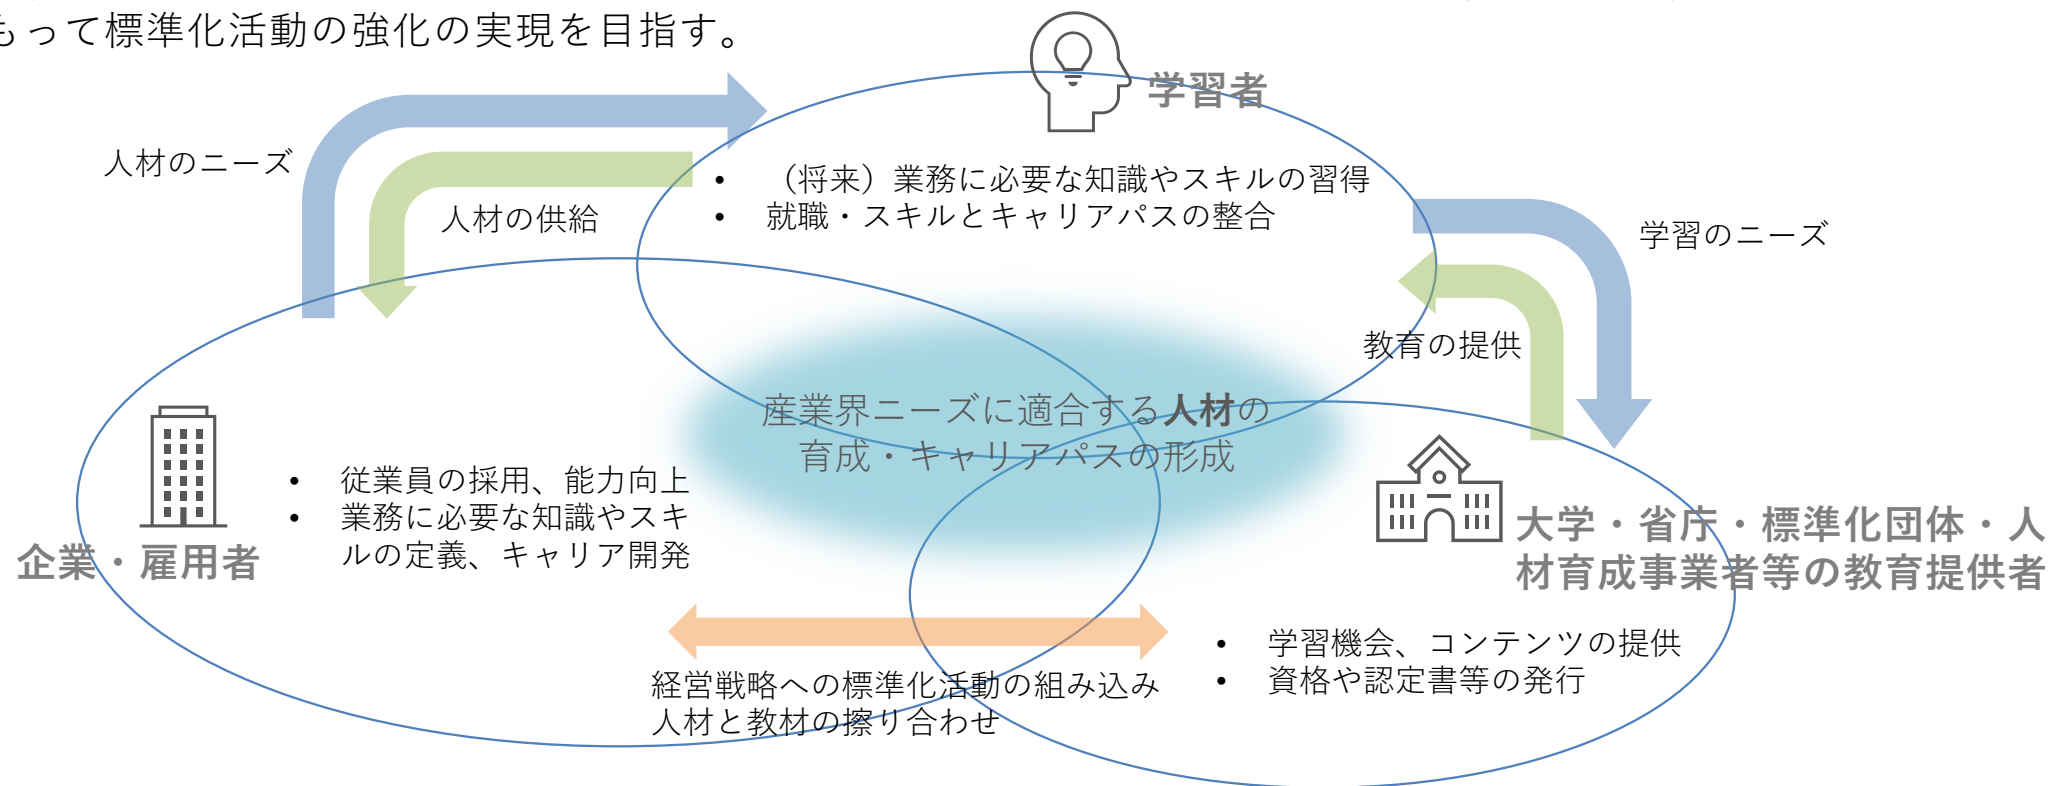 もって標準化活動の強化の実現を目指す。
学習者
人材のニーズ
人材の供給
• （将来）業務に必要な知識やスキルの習得
• 就職・スキルとキャリアパスの整合
学習のニーズ
教育の提供
産業界ニーズに適合する人材の
育成・キャリアパスの形成
企業・雇用者
• 従業員の採用、能力向上
• 業務に必要な知識やスキ
ルの定義、キャリア開発
大学・省庁・標準化団体・人
材育成事業者等の教育提供者
• 学習機会、コンテンツの提供
• 資格や認定書等の発行
経営戦略への標準化活動の組み込み
人材と教材の擦り合わせ